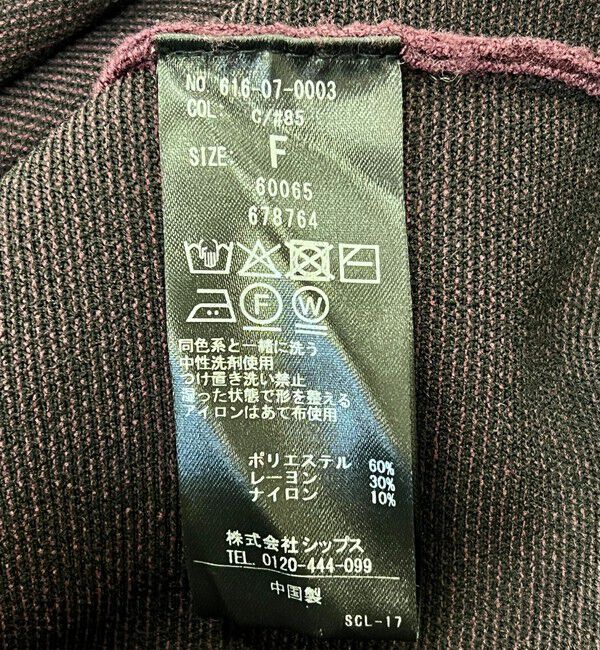 NO 616-07-0003
COL: C/#85
SIZE: F
60065
678764
F W
同色系と一緒に洗う
中性洗剤使用
つけ置き洗い禁止
湿った状態で形を整える
アイロンはあて布使用
ポリエステル 60%
レーヨン 30%
ナイロン 10%
株式会社シップス
TEL. 0120-444-099
中国製
SCL-17